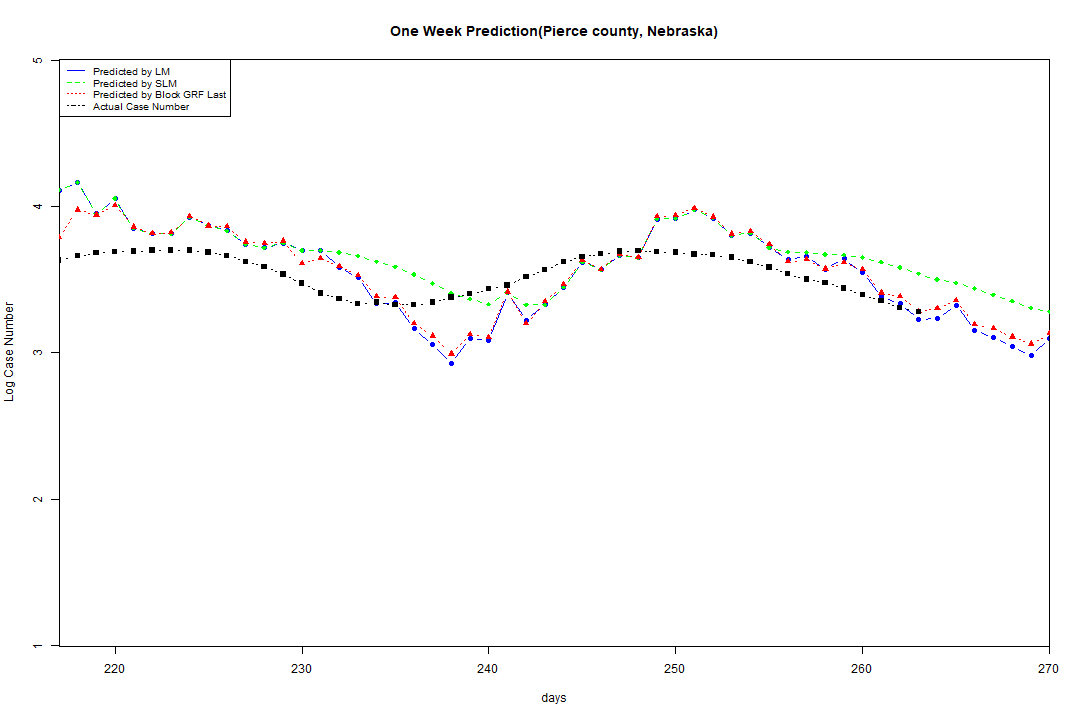 One Week Prediction(Pierce county, Nebraska)
5
Predicted by LM
Predicted by SLM
Predicted by Block GRF Last
Actual Case Number
4
3
2
1
Log Case Number
220 230 240 250 260 270
days